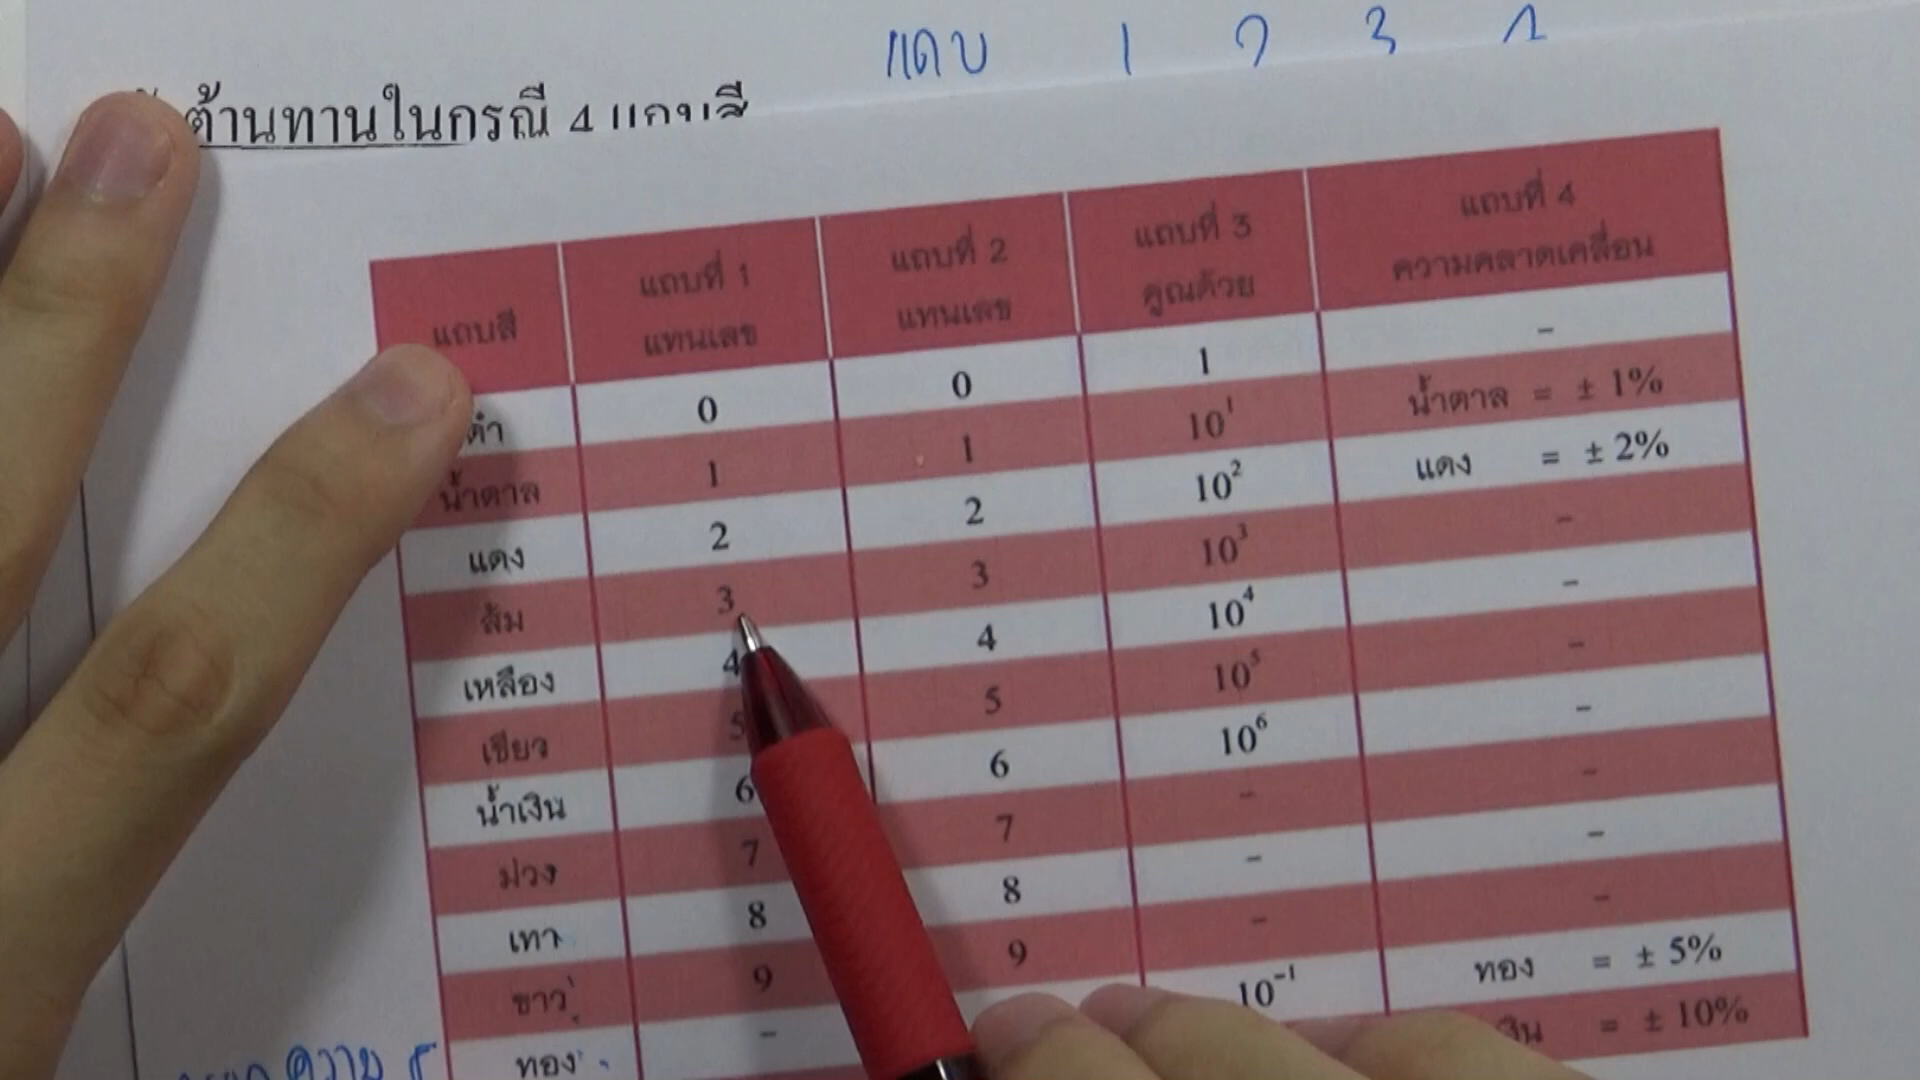 แถบ 1 2 3 4
ต้านทานในกรณี 4 แถบสี
แถบสี แถบที่ 1 แทนเลข แถบที่ 2 แทนเลข แถบที่ 3 คูณด้วย แถบที่ 4 ความคลาดเคลื่อน
ดำ 0 0 1 -
น้ำตาล 1 1 10¹ น้ำตาล = ± 1%
แดง 2 2 10² แดง = ± 2%
ส้ม 3 3 10³ -
เหลือง 4 4 10⁴ -
เขียว 5 5 10⁵ -
น้ำเงิน 6 6 10⁶ -
ม่วง 7 7 - -
เทา 8 8 - -
ขาว 9 9 - -
ทอง - 10⁻¹ ทอง = ± 5%
= ± 10%
ความ